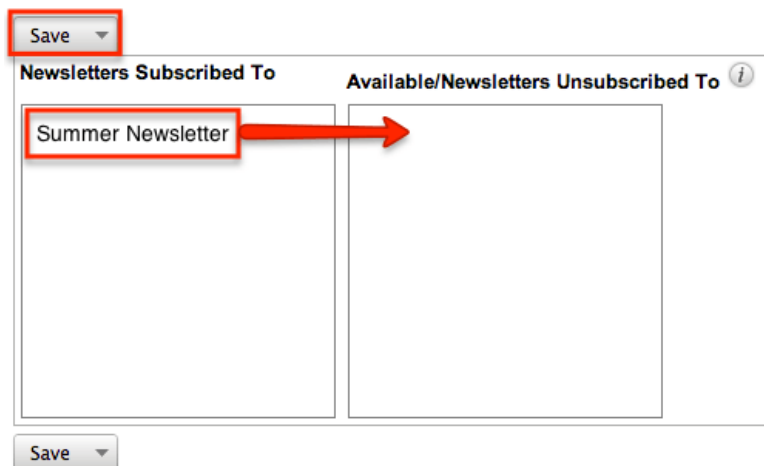 Save
Newsletters Subscribed To
Available/Newsletters Unsubscribed To i
Summer Newsletter
Save